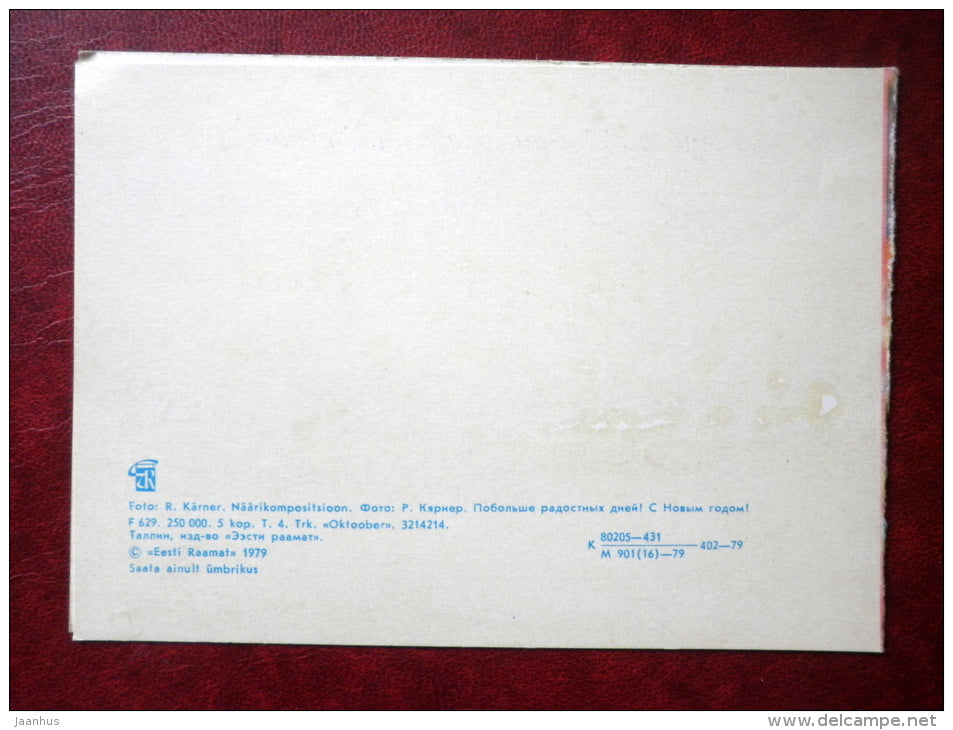 Foto: R. Kärner. Näärikompositsioon. Фото: Р. Кярнер. Побольше радостных дней! С Новым годом!
F 629. 250 000. 5 kop. T. 4. Trk. «Oktoober». 3214214.
Таллин, изд-во «Ээсти раамат».
© «Eesti Raamat» 1979
Saata ainult ümbrikus
К 80205—431
М 901(16)—79 402—79
jaanhus
www.delcampe.net